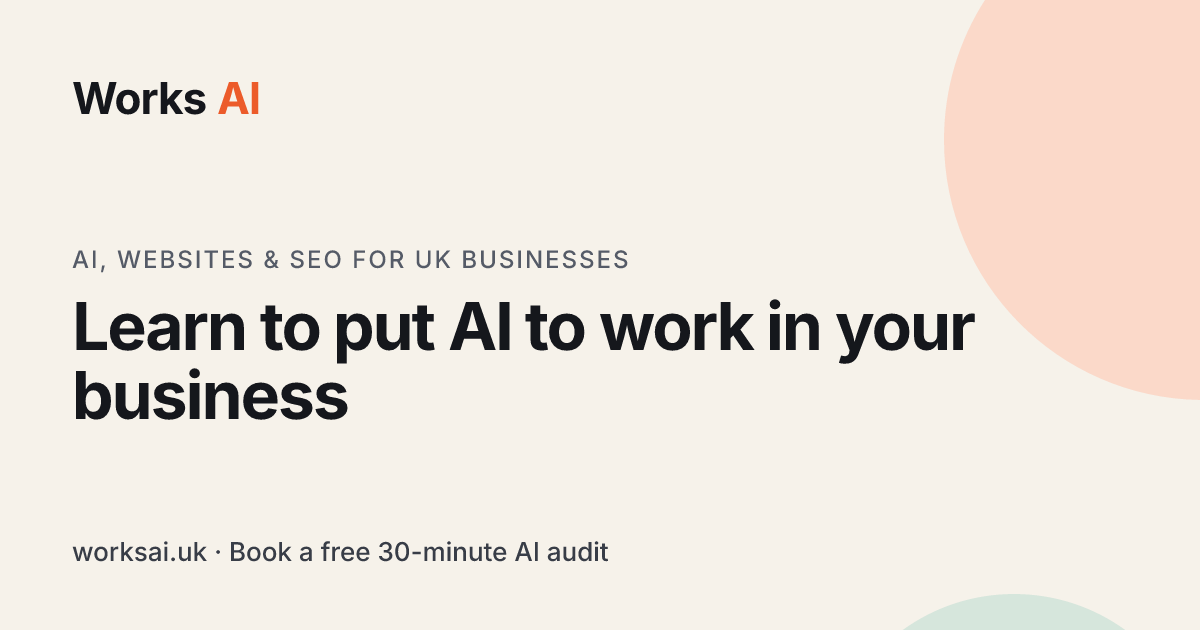 Works AI
AI, WEBSITES & SEO FOR UK BUSINESSES
Learn to put AI to work in your
business
worksai.uk · Book a free 30-minute AI audit